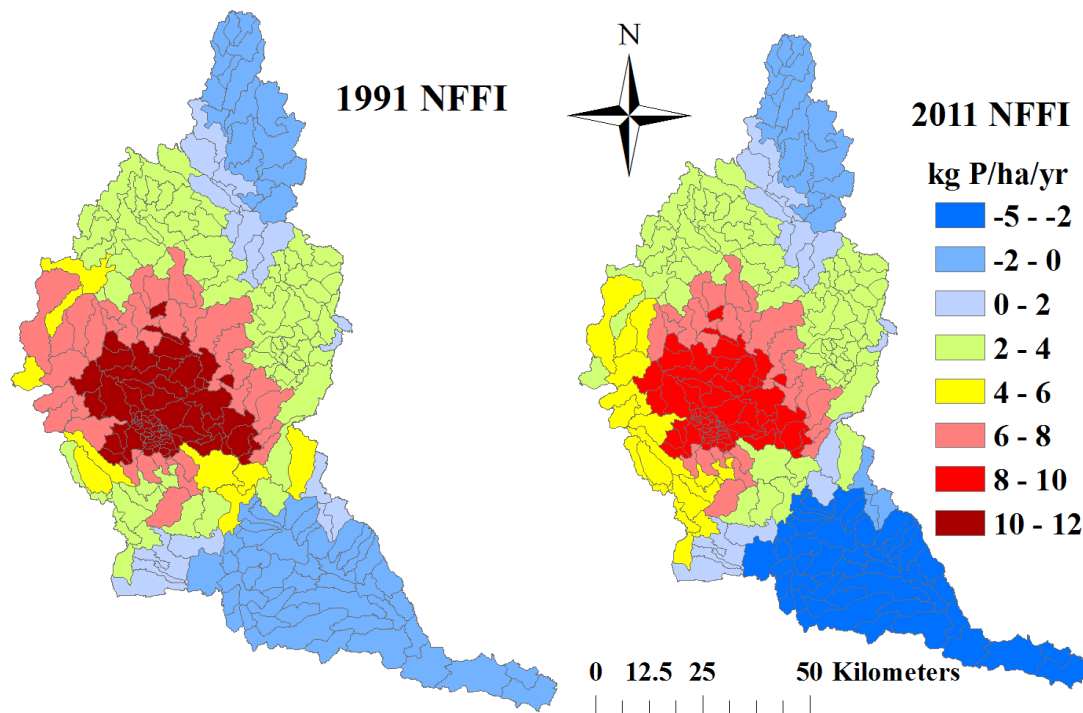 N
1991 NFFI
2011 NFFI
kg P/ha/yr
-5 - -2
-2 - 0
0 - 2
2 - 4
4 - 6
6 - 8
8 - 10
10 - 12
0 12.5 25 50 Kilometers